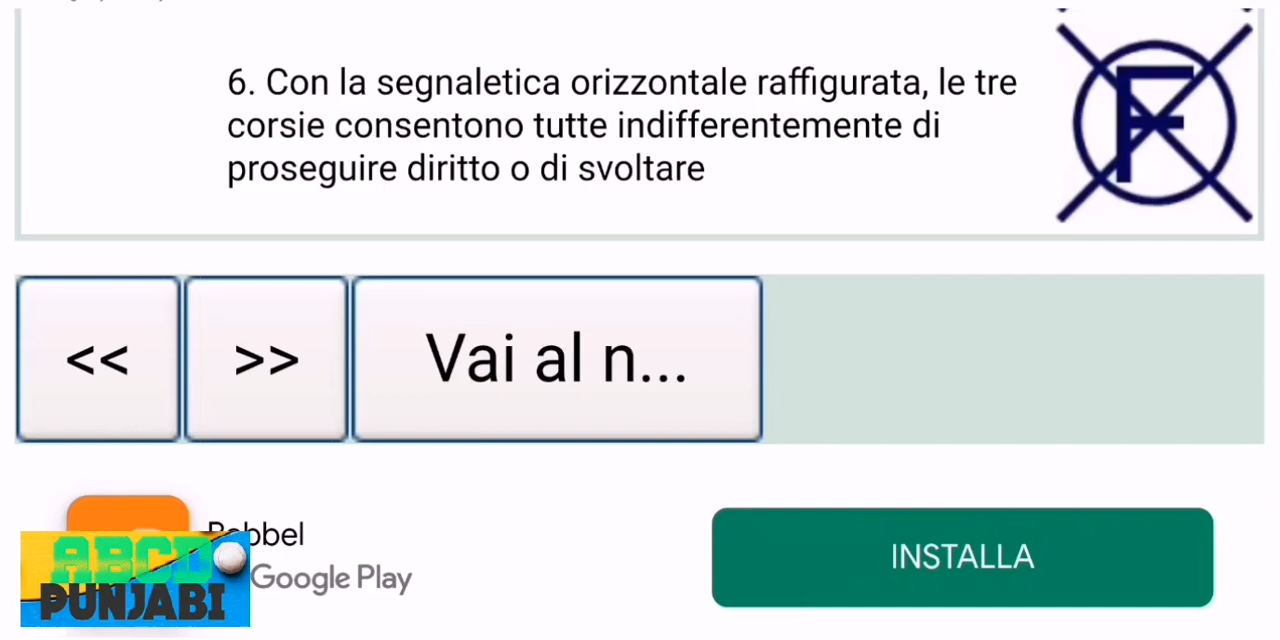 6. Con la segnaletica orizzontale raffigurata, le tre
corsie consentono tutte indifferentemente di
proseguire diritto o di svoltare
F
<<
>>
Vai al n...
Babbel
Google Play
INSTALLA
ABCD
PUNJABI